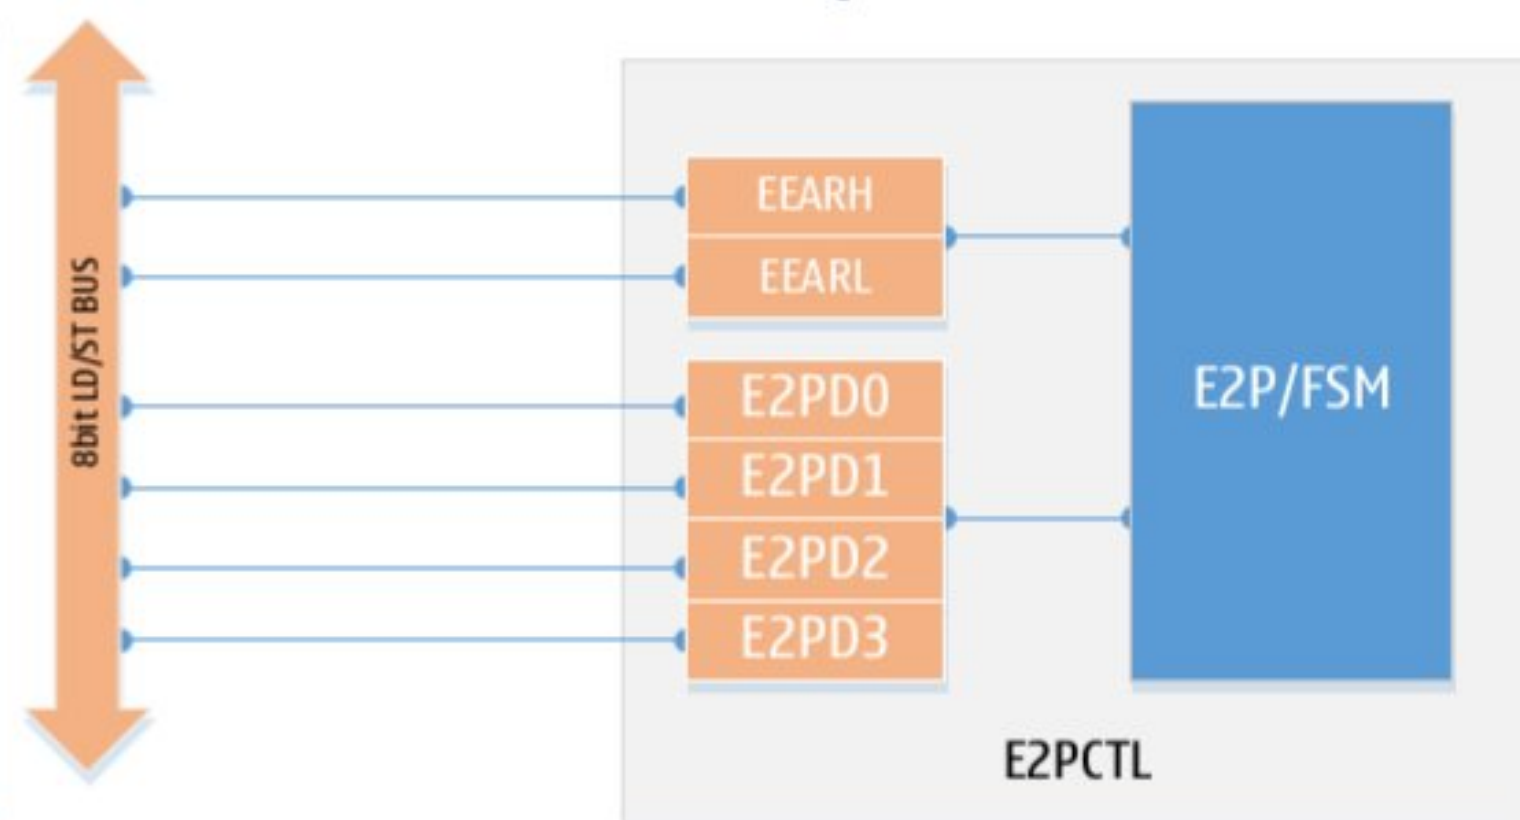 8bit LD/ST BUS
EEARH
EEARL
E2PD0
E2PD1
E2PD2
E2PD3
E2P/FSM
E2PCTL